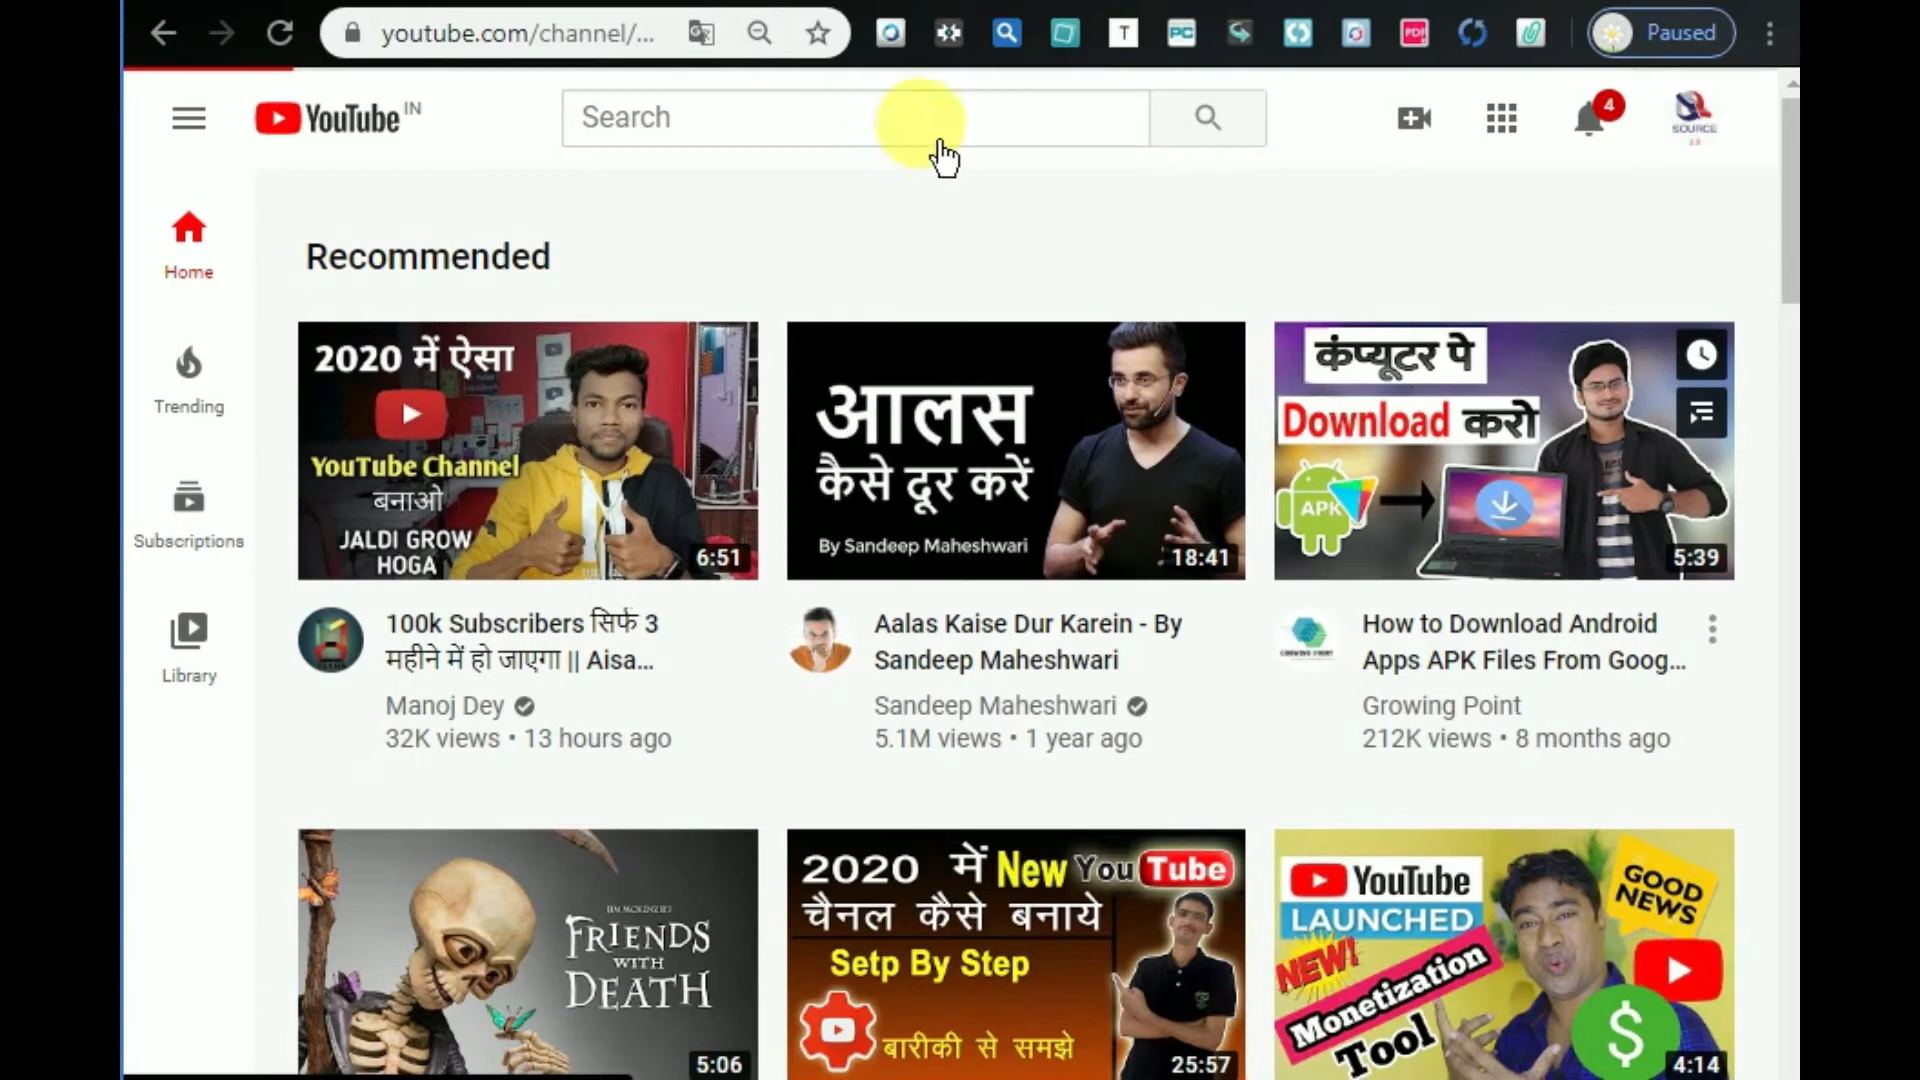 youtube.com/channel/...
T
PC
PDF
Paused
YouTube IN
Search
4
SOURCE
Home
Trending
Subscriptions
Library
Recommended
2020 में ऐसा
YouTube Channel
बनाओ
JALDI GROW
HOGA
6:51
आलस
कैसे दूर करें
By Sandeep Maheshwari
18:41
कंप्यूटर पे
Download करो
APK
5:39
100k Subscribers सिर्फ 3
महीने में हो जाएगा || Aisa...
Manoj Dey
32K views • 13 hours ago
Aalas Kaise Dur Karein - By
Sandeep Maheshwari
Sandeep Maheshwari
5.1M views • 1 year ago
How to Download Android
Apps APK Files From Goog...
Growing Point
212K views • 8 months ago
FRIENDS
WITH
DEATH
5:06
2020 में New YouTube
चैनल कैसे बनाये
Setp By Step
बारीकी से समझे
25:57
YouTube
LAUNCHED
NEW!
Monetization
Tool
GOOD
NEWS
$
4:14